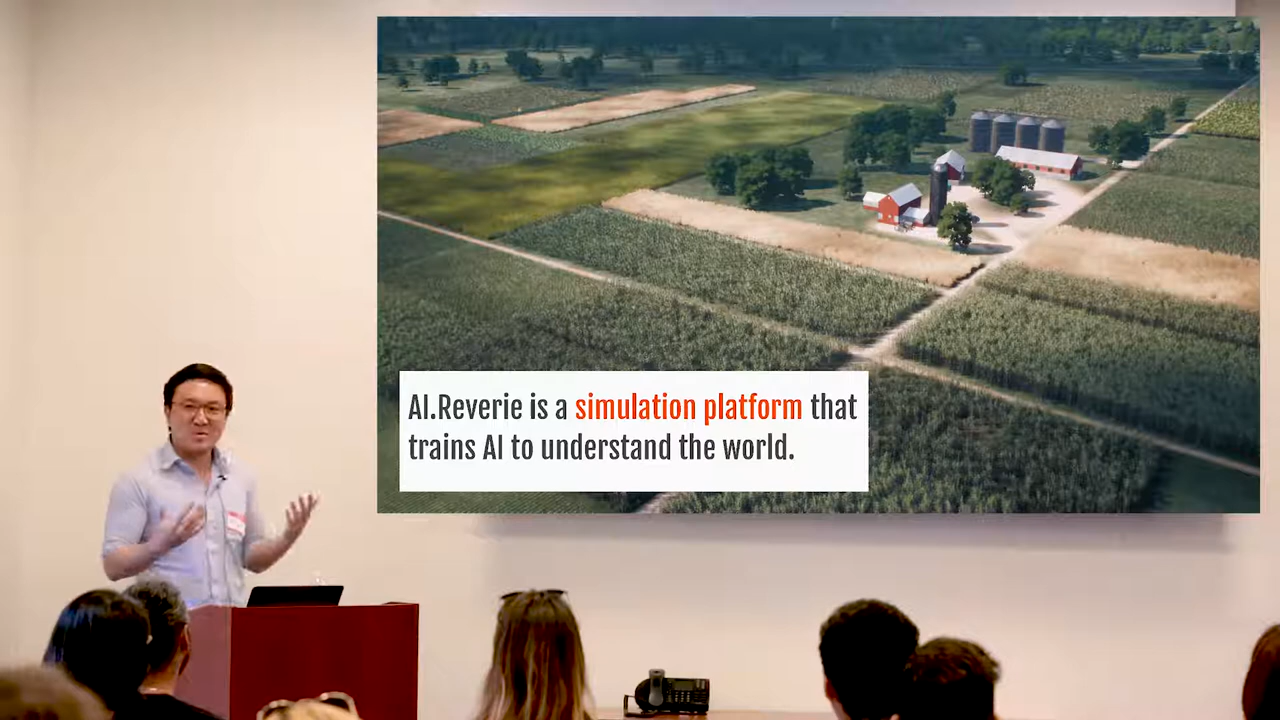 AI.Reverie is a simulation platform that
trains AI to understand the world.